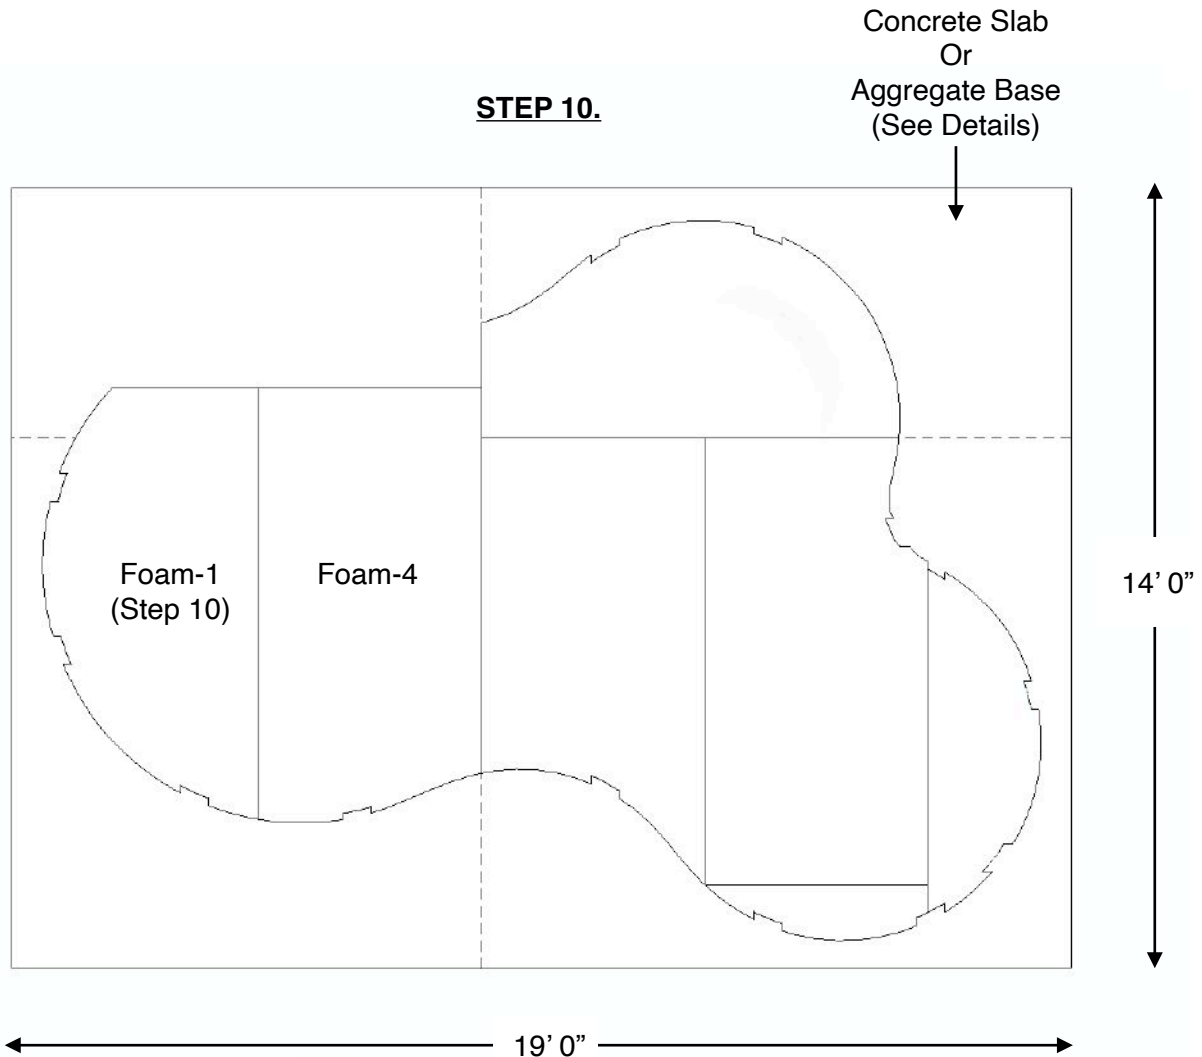 Concrete Slab
Or
Aggregate Base
(See Details)
STEP 10.
Foam-1
(Step 10)
Foam-4
14’ 0”
19’ 0”